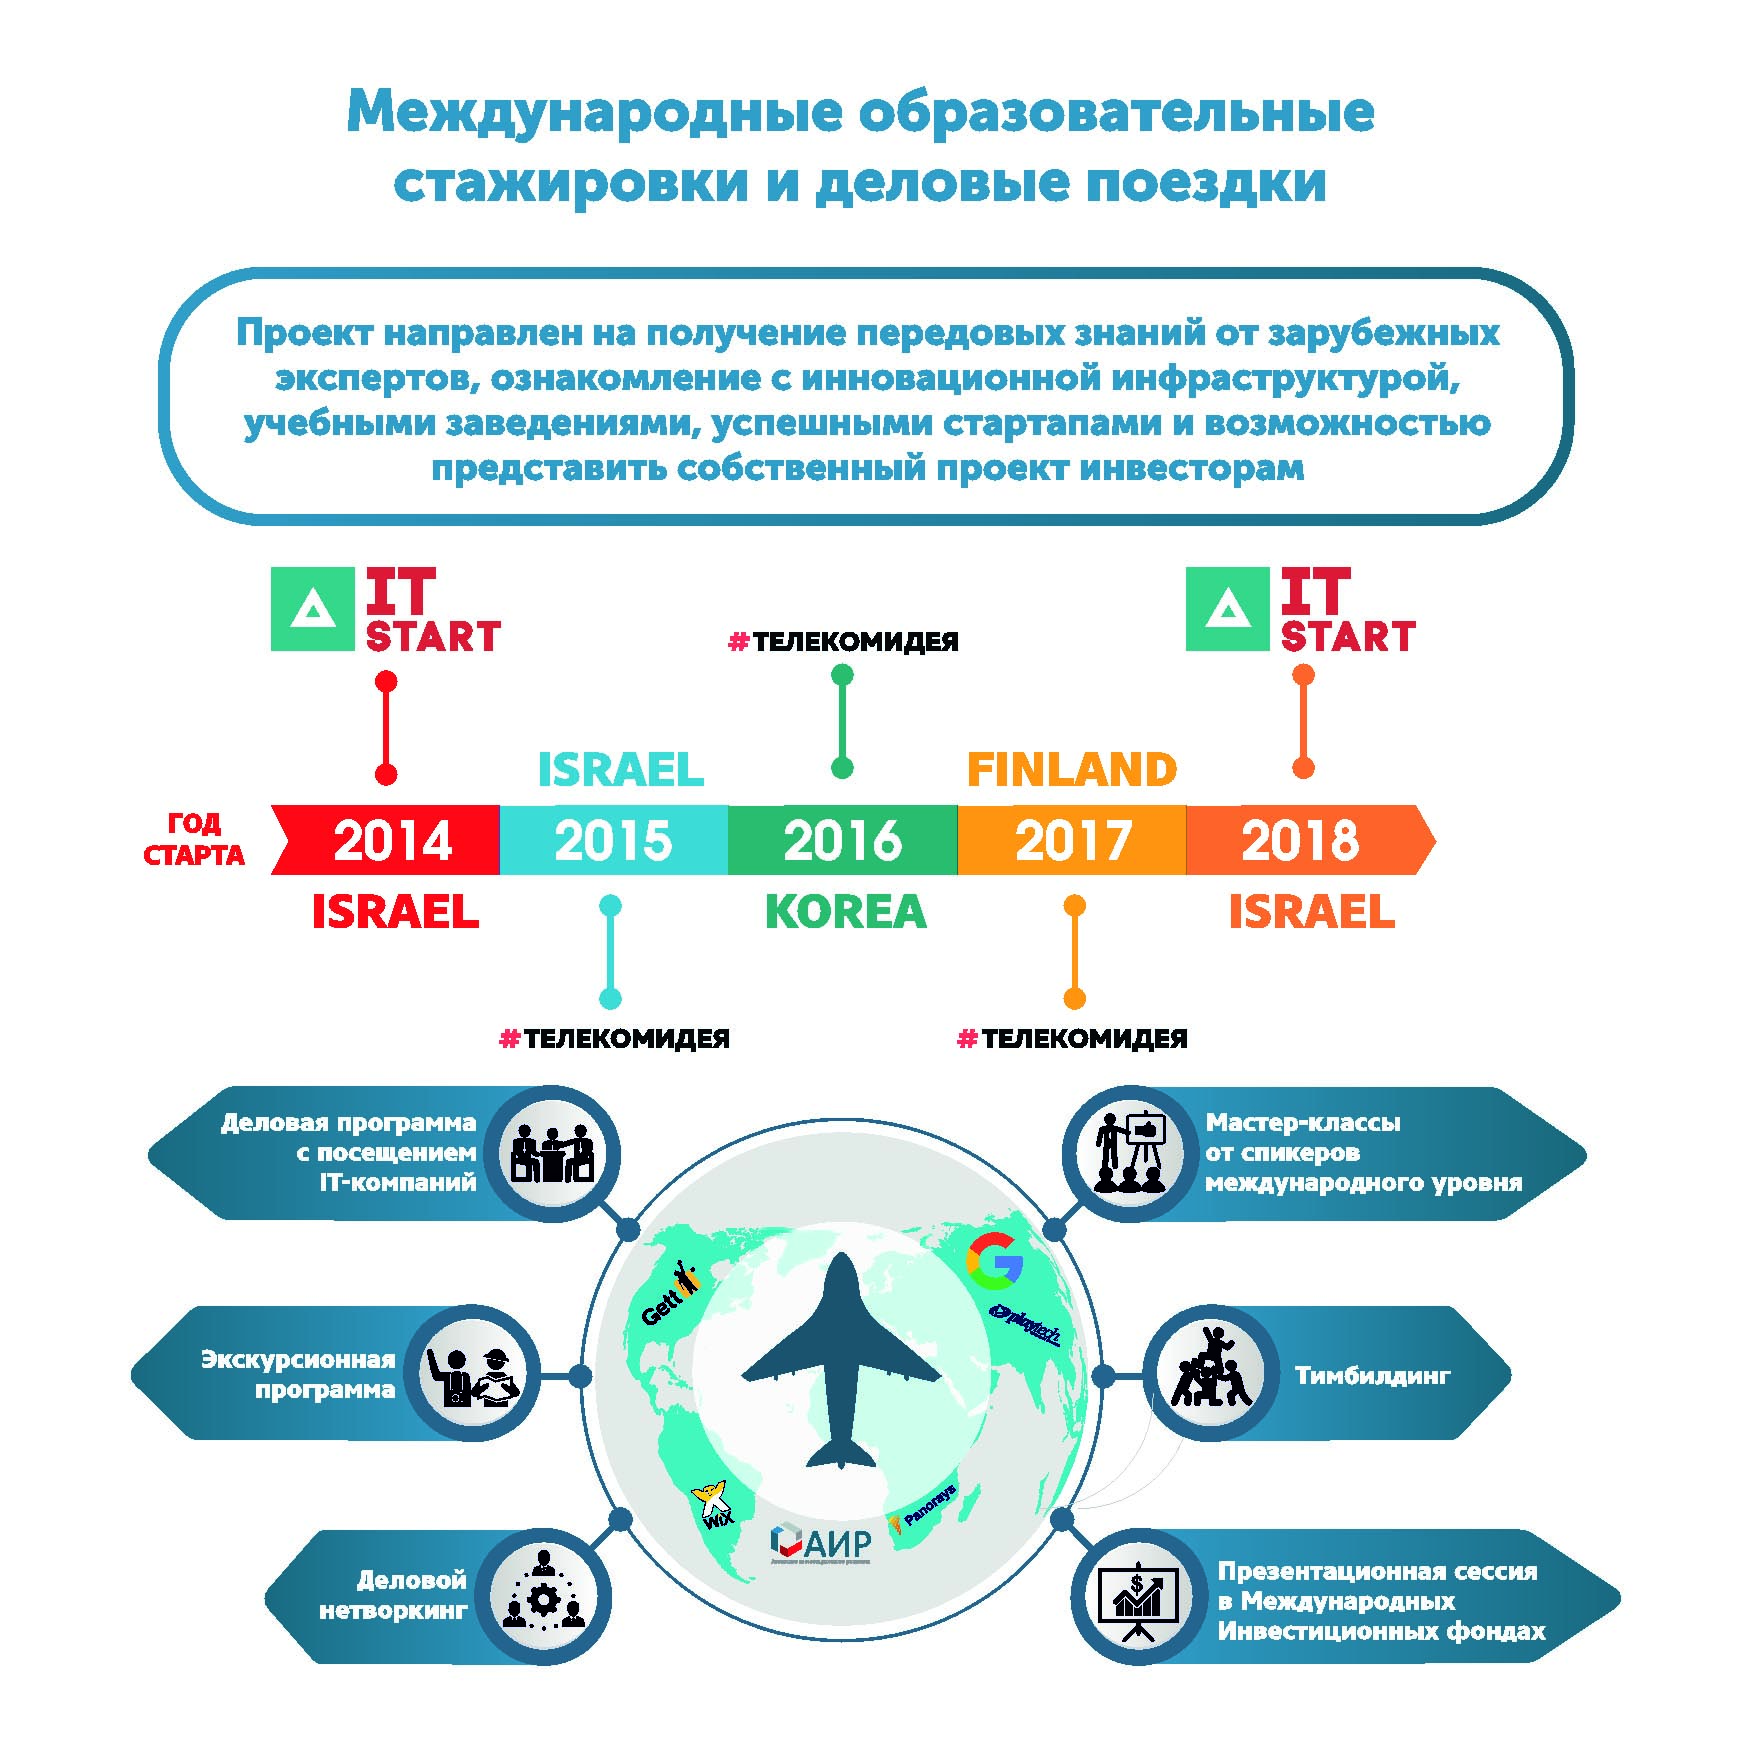 Международные образовательные
стажировки и деловые поездки
Проект направлен на получение передовых знаний от зарубежных
экспертов, ознакомление с инновационной инфраструктурой,
учебными заведениями, успешными стартапами и возможностью
представить собственный проект инвесторам
IT
START
#ТЕЛЕКОМИДЕЯ
IT
START
ISRAEL
FINLAND
ГОД
СТАРТА
2014
2015
2016
2017
2018
ISRAEL
KOREA
ISRAEL
#ТЕЛЕКОМИДЕЯ
#ТЕЛЕКОМИДЕЯ
Деловая программа
с посещением
IT-компаний
Мастер-классы
от спикеров
международного уровня
Gett
G
playtech
Экскурсионная
программа
Тимбилдинг
WiX
Panorays
АИР
Деловой
нетворкинг
Презентационная сессия
в Международных
Инвестиционных фондах